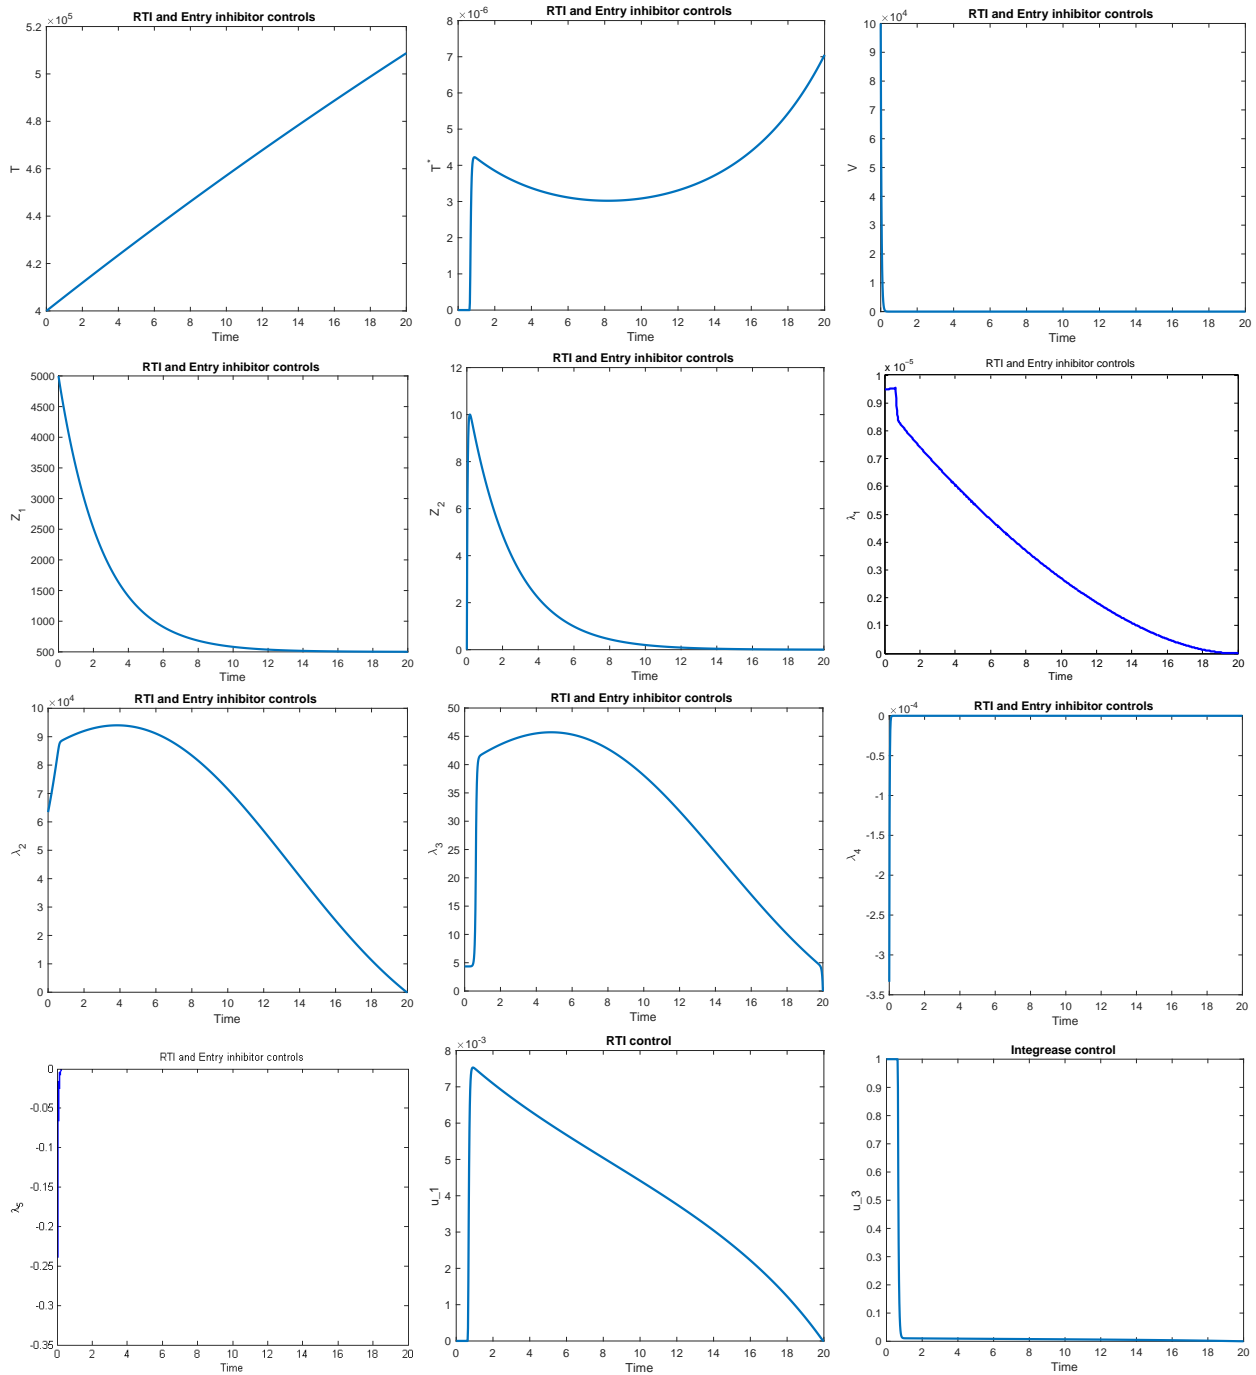 RTI and Entry inhibitor controls
×10⁵
5.2
5
4.8
4.6
4.4
4.2
4
T
0 2 4 6 8 10 12 14 16 18 20
Time
RTI and Entry inhibitor controls
×10⁻⁶
8
7
6
5
4
3
2
1
0
T*
0 2 4 6 8 10 12 14 16 18 20
Time
RTI and Entry inhibitor controls
×10⁴
10
9
8
7
6
5
4
3
2
1
0
V
0 2 4 6 8 10 12 14 16 18 20
Time
RTI and Entry inhibitor controls
5000
4500
4000
3500
3000
2500
2000
1500
1000
500
Z₁
0 2 4 6 8 10 12 14 16 18 20
Time
RTI and Entry inhibitor controls
12
10
8
6
4
2
0
Z₂
0 2 4 6 8 10 12 14 16 18 20
Time
RTI and Entry inhibitor controls
x 10⁻⁵
1
0.9
0.8
0.7
0.6
0.5
0.4
0.3
0.2
0.1
0
λ₁
0 2 4 6 8 10 12 14 16 18 20
Time
RTI and Entry inhibitor controls
×10⁴
10
9
8
7
6
5
4
3
2
1
0
λ₂
0 2 4 6 8 10 12 14 16 18 20
Time
RTI and Entry inhibitor controls
50
45
40
35
30
25
20
15
10
5
0
λ₃
0 2 4 6 8 10 12 14 16 18 20
Time
RTI and Entry inhibitor controls
×10⁻⁴
0
-0.5
-1
-1.5
-2
-2.5
-3
-3.5
λ₄
0 2 4 6 8 10 12 14 16 18 20
Time
RTI and Entry inhibitor controls
0
-0.05
-0.1
-0.15
-0.2
-0.25
-0.3
-0.35
λ₅
0 2 4 6 8 10 12 14 16 18 20
Time
RTI control
×10⁻³
8
7
6
5
4
3
2
1
0
u_1
0 2 4 6 8 10 12 14 16 18 20
Time
Integrease control
1
0.9
0.8
0.7
0.6
0.5
0.4
0.3
0.2
0.1
0
u_3
0 2 4 6 8 10 12 14 16 18 20
Time